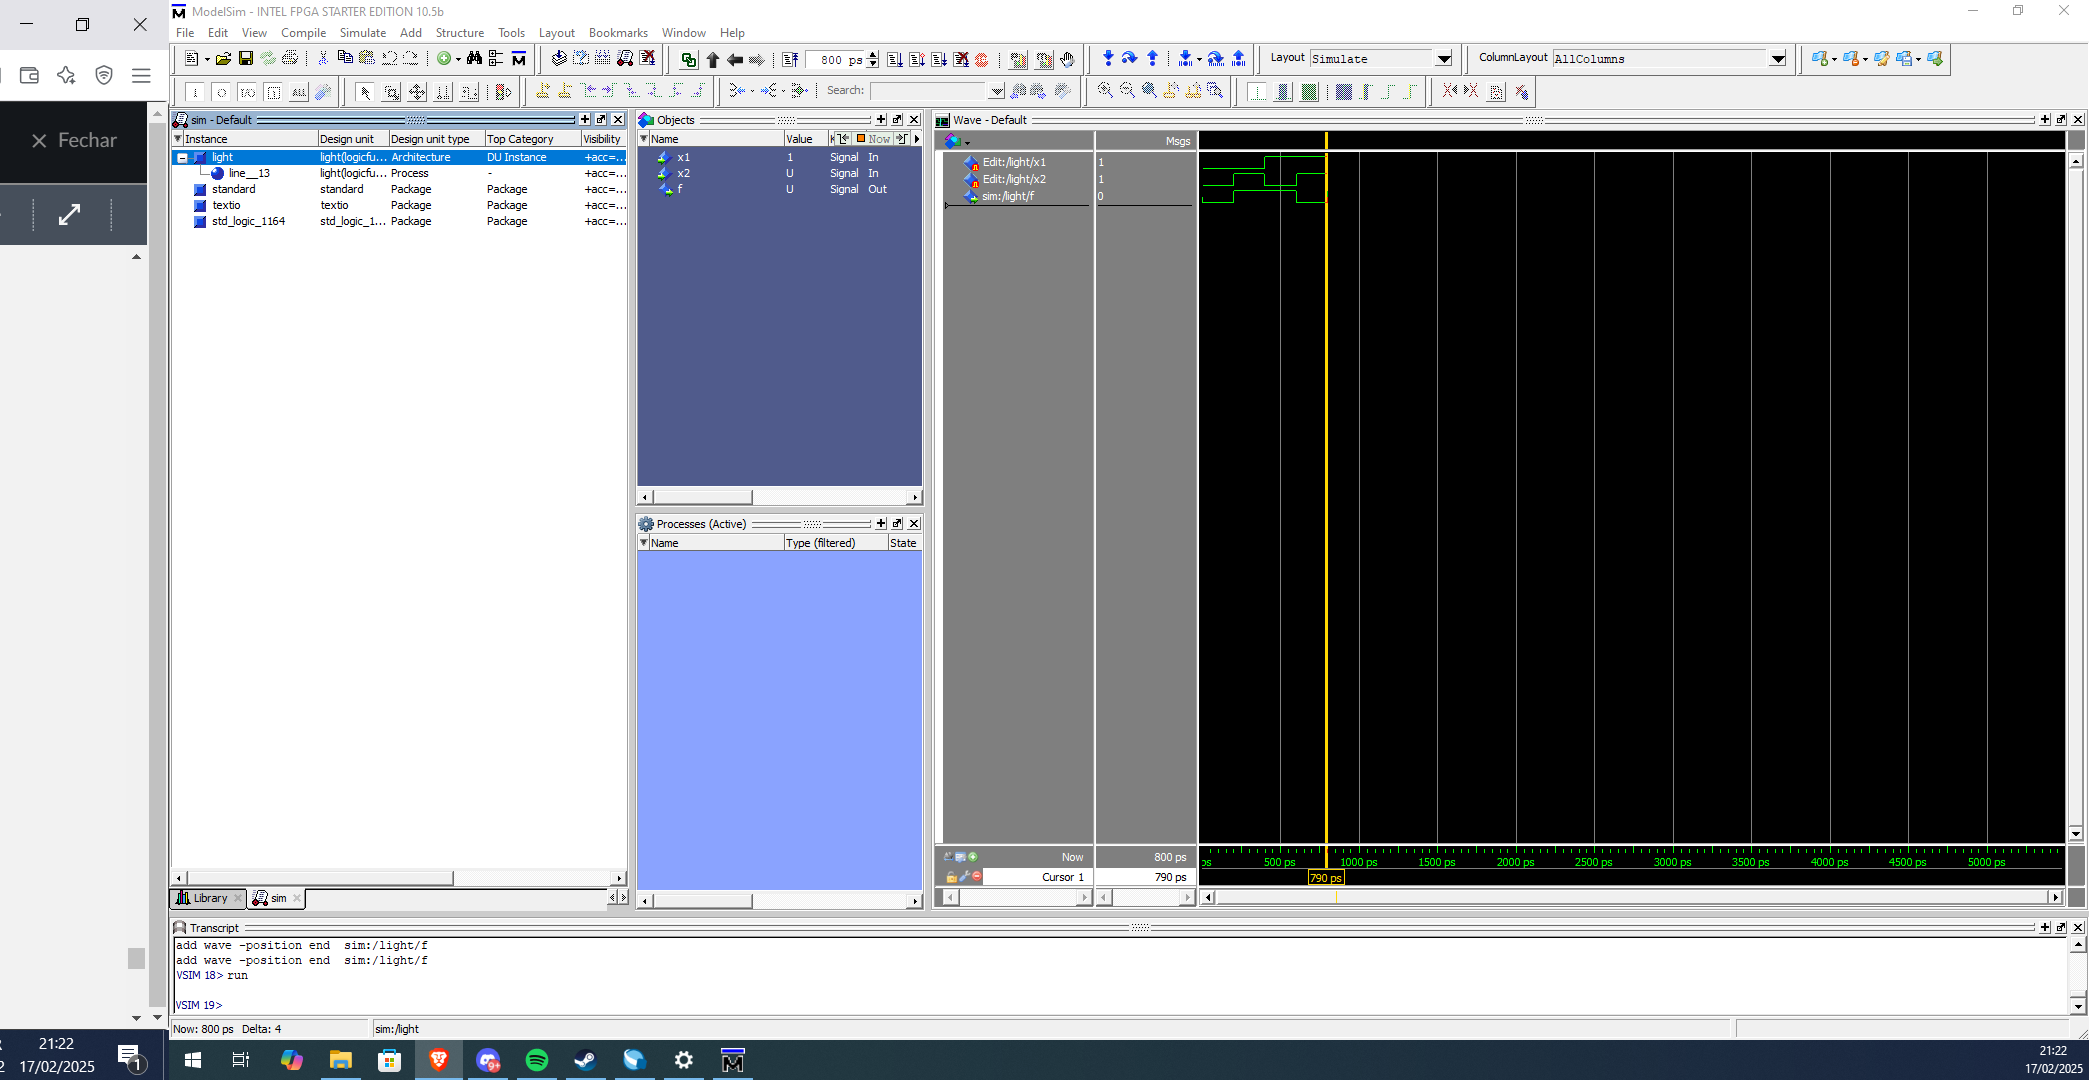 ModelSim - INTEL FPGA STARTER EDITION 10.5b
File Edit View Compile Simulate Add Structure Tools Layout Bookmarks Window Help
800 ps
Layout Simulate
ColumnLayout AllColumns
Search:
Fechar
sim - Default
Instance Design unit Design unit type Top Category Visibility
light light(logicfu... Architecture DU Instance +acc=...
line__13 light(logicfu... Process - +acc=...
standard standard Package Package +acc=...
textio textio Package Package +acc=...
std_logic_1164 std_logic_1... Package Package +acc=...
Library sim
Objects
Name Value Now
x1 1 Signal In
x2 U Signal In
f U Signal Out
Processes (Active)
Name Type (filtered) State
Wave - Default
Msgs
Edit:/light/x1 1
Edit:/light/x2 1
sim:/light/f 0
Now 800 ps
Cursor 1 790 ps
ps 500 ps 1000 ps 1500 ps 2000 ps 2500 ps 3000 ps 3500 ps 4000 ps 4500 ps 5000 ps
790 ps
Transcript
add wave -position end  sim:/light/f
add wave -position end  sim:/light/f
VSIM 18> run
VSIM 19>
Now: 800 ps Delta: 4 sim:/light
21:22
17/02/2025
1
9+
21:22
17/02/2025